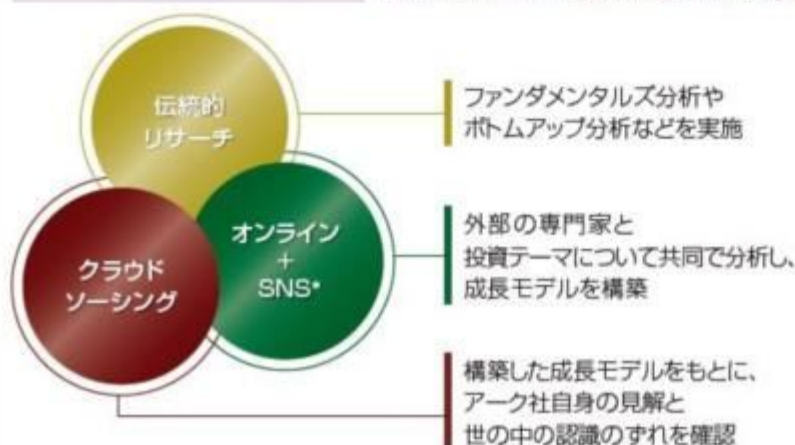 伝統的
リサーチ
ファンダメンタルズ分析や
ボトムアップ分析などを実施
オンライン
+
SNS*
外部の専門家と
投資テーマについて共同で分析し、
成長モデルを構築
クラウド
ソーシング
構築した成長モデルをもとに、
アーク社自身の見解と
世の中の認識のずれを確認